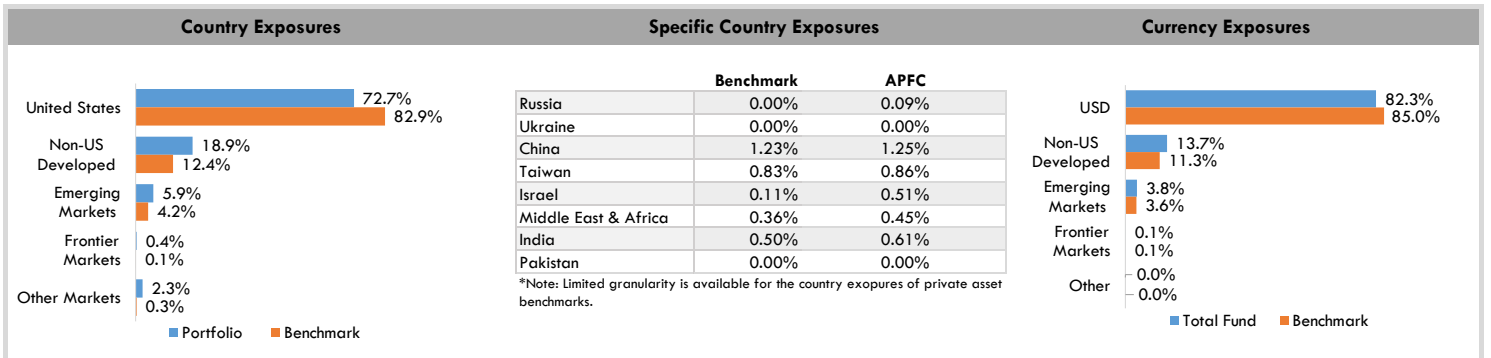 Country Exposures
United States
72.7%
82.9%
Non-US
Developed
18.9%
12.4%
Emerging
Markets
5.9%
4.2%
Frontier
Markets
0.4%
0.1%
Other Markets
2.3%
0.3%
Portfolio Benchmark
Specific Country Exposures
Benchmark APFC
Russia 0.00% 0.09%
Ukraine 0.00% 0.00%
China 1.23% 1.25%
Taiwan 0.83% 0.86%
Israel 0.11% 0.51%
Middle East & Africa 0.36% 0.45%
India 0.50% 0.61%
Pakistan 0.00% 0.00%
*Note: Limited granularity is available for the country exopures of private asset
benchmarks.
Currency Exposures
USD
82.3%
85.0%
Non-US
Developed
13.7%
11.3%
Emerging
Markets
3.8%
3.6%
Frontier
Markets
0.1%
0.1%
Other
0.0%
0.0%
Total Fund Benchmark